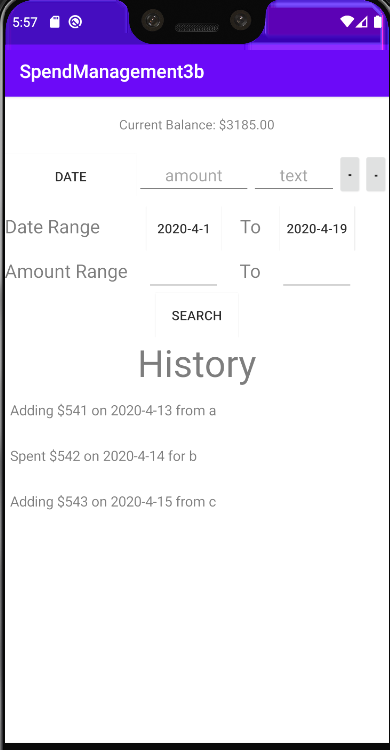 5:57
SpendManagement3b
Current Balance: $3185.00
DATE amount text - -
Date Range 2020-4-1 To 2020-4-19
Amount Range To
SEARCH
History
Adding $541 on 2020-4-13 from a
Spent $542 on 2020-4-14 for b
Adding $543 on 2020-4-15 from c